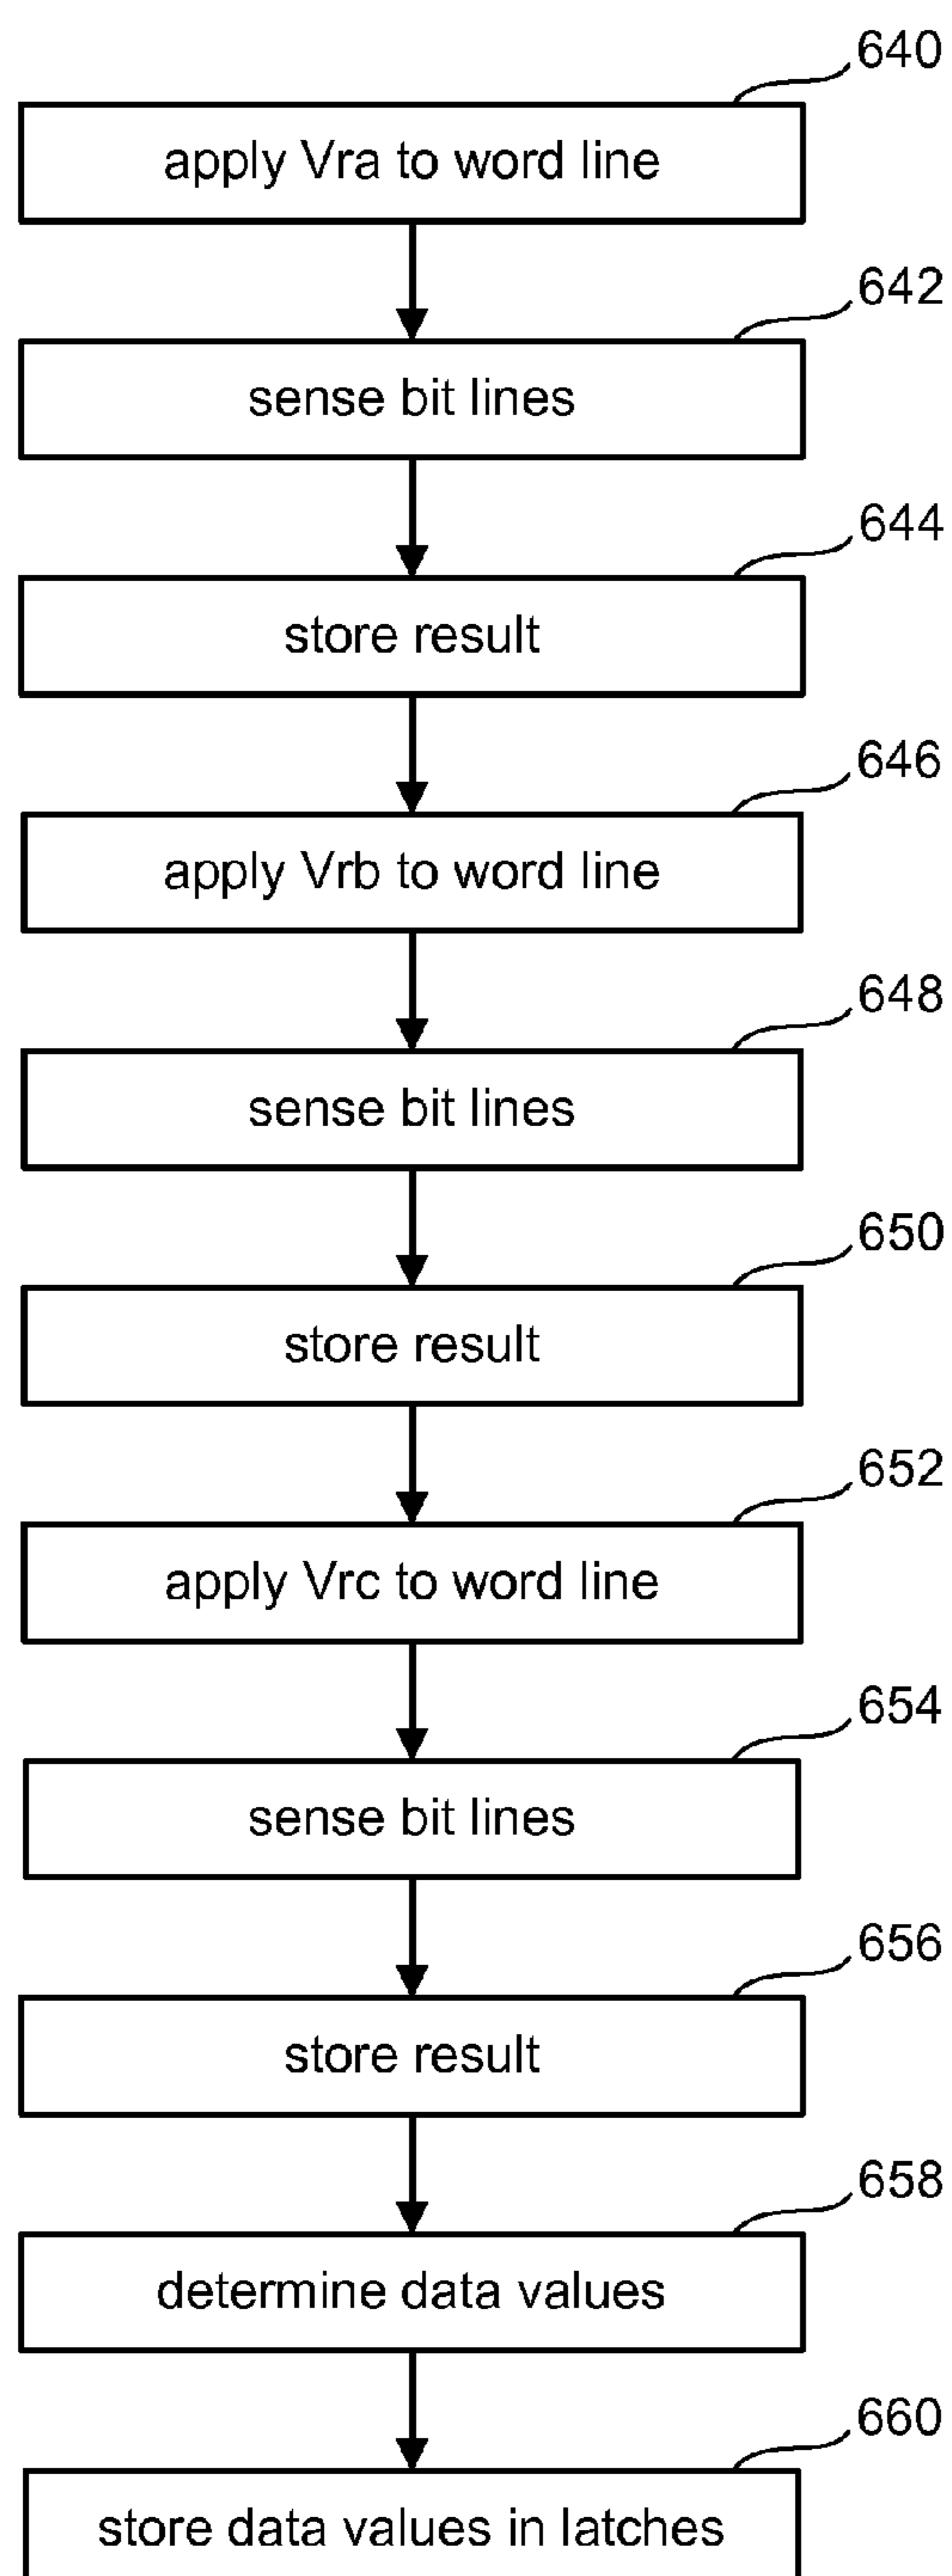 640
apply Vra to word line
642
sense bit lines
644
store result
646
apply Vrb to word line
648
sense bit lines
650
store result
652
apply Vrc to word line
654
sense bit lines
656
store result
658
determine data values
660
store data values in latches